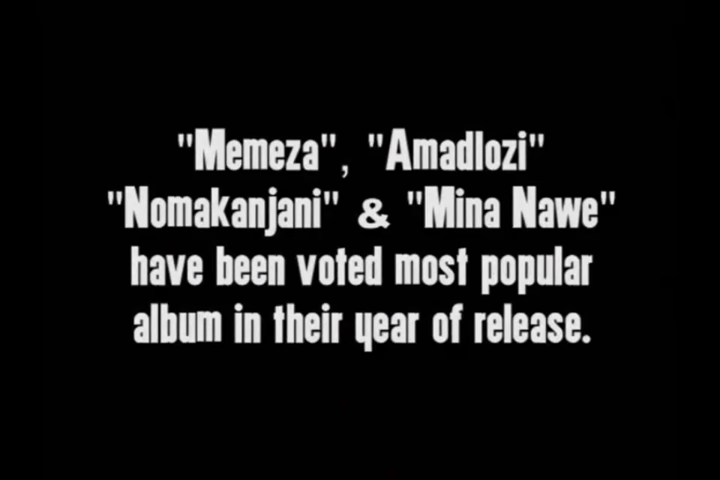 "Memeza", "Amadlozi"
"Nomakanjani" & "Mina Nawe"
have been voted most popular
album in their year of release.